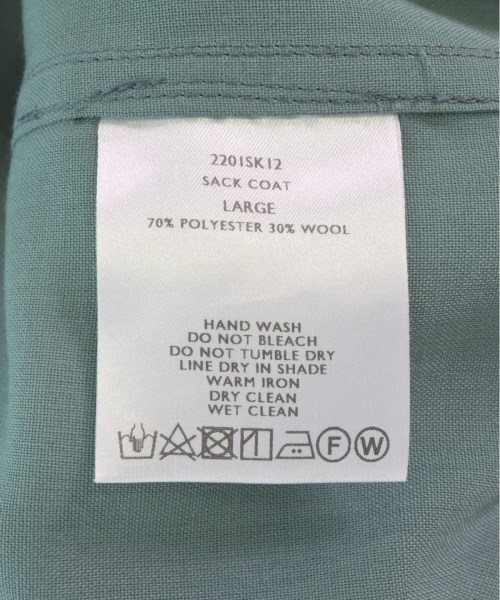 2201SK12
SACK COAT
LARGE
70% POLYESTER 30% WOOL
HAND WASH
DO NOT BLEACH
DO NOT TUMBLE DRY
LINE DRY IN SHADE
WARM IRON
DRY CLEAN
WET CLEAN
F W